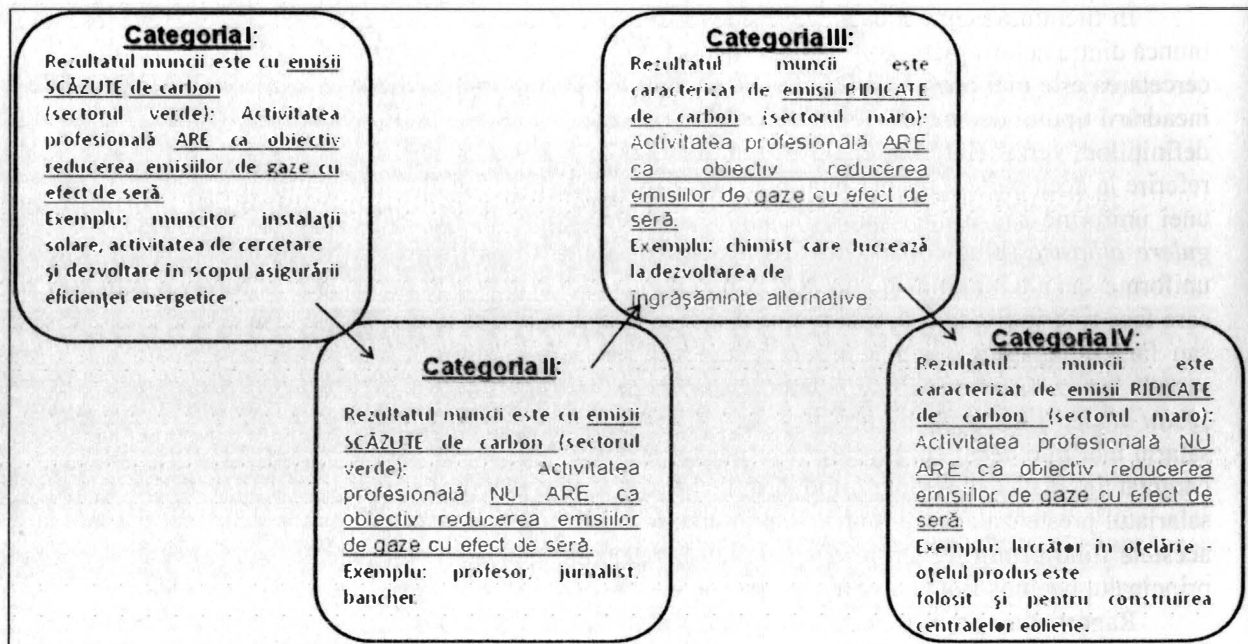 Categoria I:
Rezultatul muncii este cu emisii
SCĂZUTE de carbon
(sectorul verde): Activitatea
profesională ARE ca obiectiv
reducerea emisiilor de gaze cu
efect de seră.
Exemplu: muncitor instalații
solare, activitatea de cercetare
și dezvoltare în scopul asigurării
eficienței energetice .
Categoria II:
Rezultatul muncii este cu emisii
SCĂZUTE de carbon (sectorul
verde): Activitatea
profesională NU ARE ca
obiectiv reducerea emisiilor
de gaze cu efect de seră.
Exemplu: profesor, jurnalist,
bancher.
Categoria III:
Rezultatul muncii este
caracterizat de emisii RIDICATE
de carbon (sectorul maro):
Activitatea profesională ARE
ca obiectiv reducerea
emisiilor de gaze cu efect de
seră.
Exemplu: chimist care lucrează
la dezvoltarea de
îngrășăminte alternative.
Categoria IV:
Rezultatul muncii este
caracterizat de emisii RIDICATE
de carbon (sectorul maro):
Activitatea profesională NU
ARE ca obiectiv reducerea
emisiilor de gaze cu efect de
seră.
Exemplu: lucrător in oțelărie,
oțelul produs este
folosit și pentru construirea
centralelor eoliene.